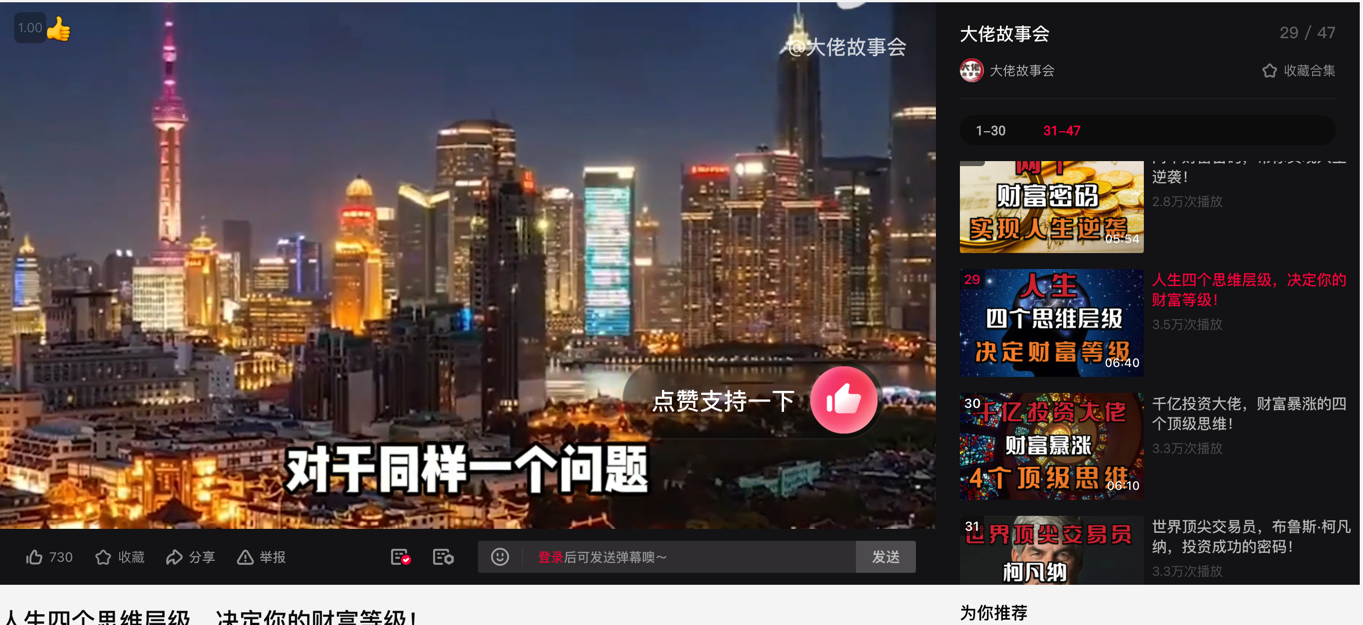 1.00
@大佬故事会
点赞支持一下
对于同样一个问题
730
收藏
分享
举报
登录后可发送弹幕噢～
发送
人生四个思维层级，决定你的财富等级！
大佬故事会
29 / 47
大佬故事会
收藏合集
1-30
31-47
两个
财富密码
实现人生逆袭
05:54
逆袭！
2.8万次播放
29
人生
四个思维层级
决定财富等级
06:40
人生四个思维层级，决定你的
财富等级！
3.5万次播放
30
千亿投资大佬
财富暴涨
4个顶级思维
06:10
千亿投资大佬，财富暴涨的四
个顶级思维！
3.3万次播放
31
世界顶尖交易员
柯凡纳
世界顶尖交易员，布鲁斯·柯凡
纳，投资成功的密码！
3.3万次播放
为你推荐